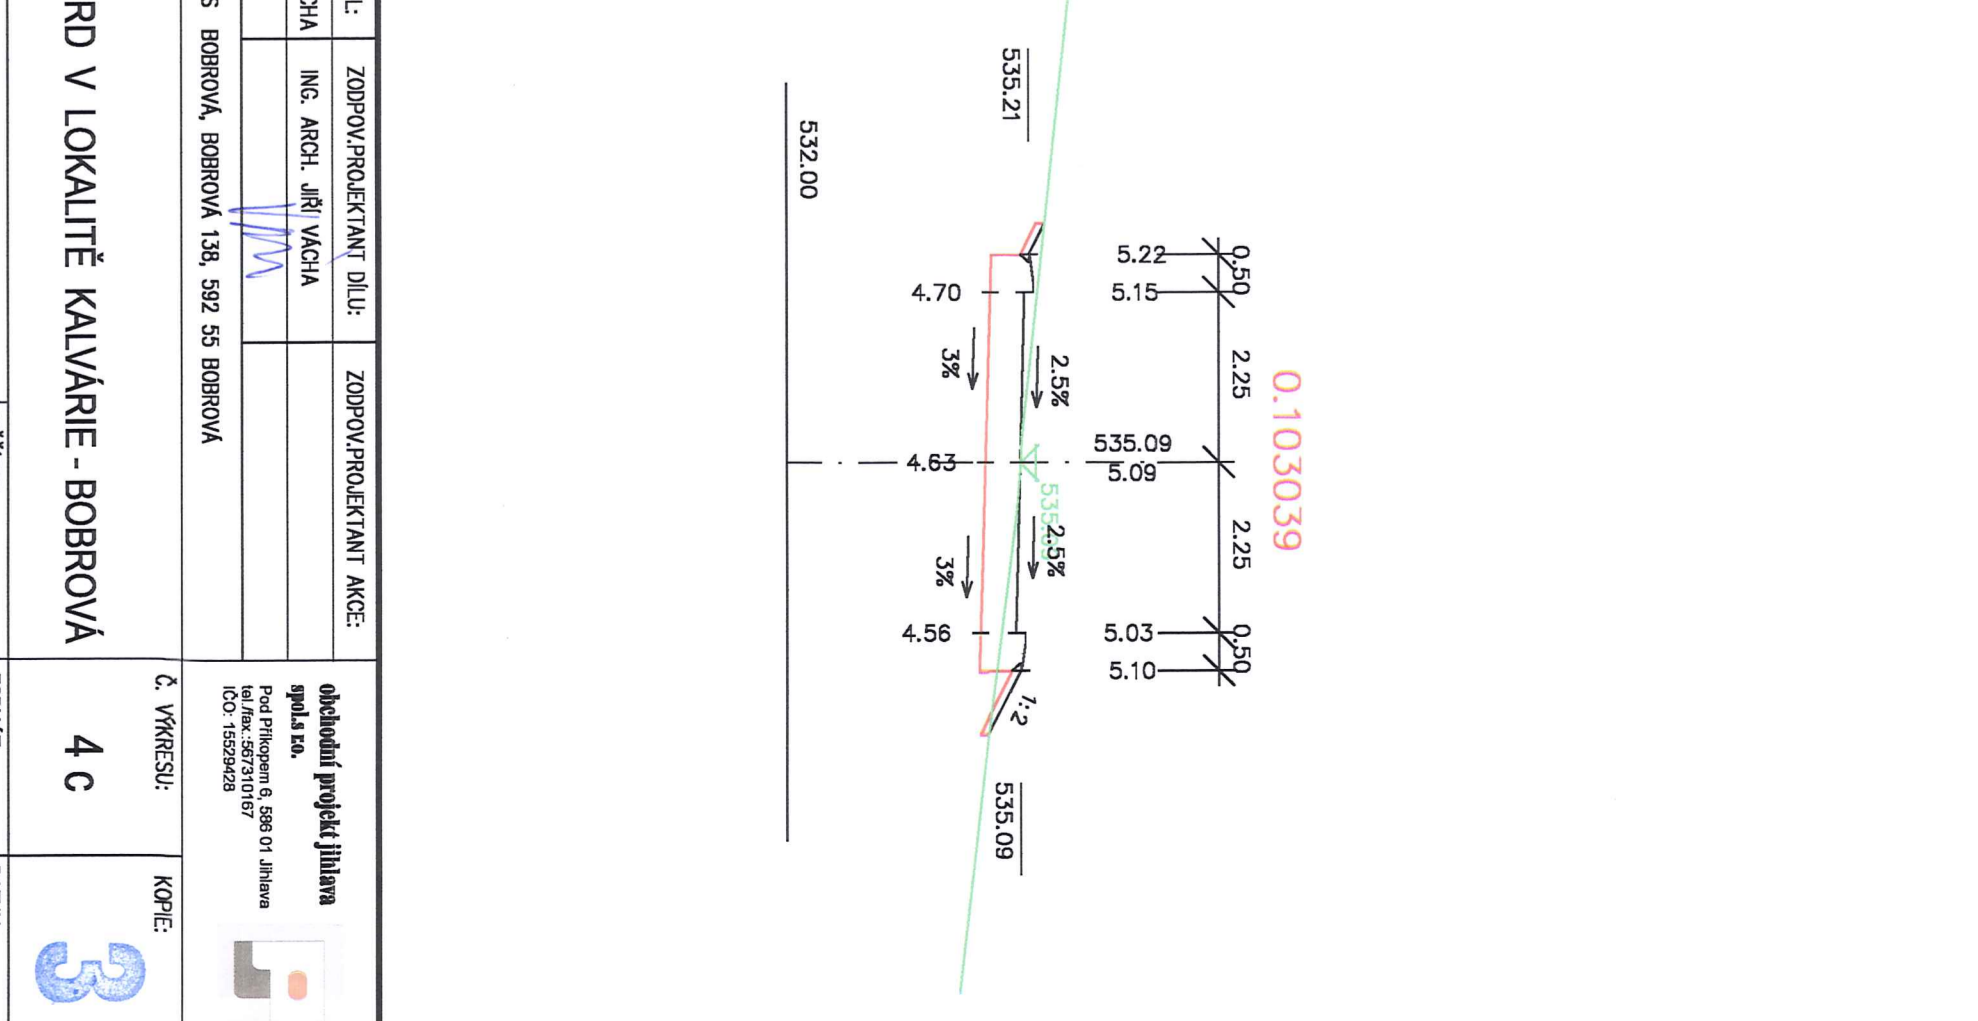 0.103039
0.50
2.25
2.25
0.50
5.22
5.15
535.09
5.09
5.03
5.10
2.5%
535.09
2.5%
1:2
535.21
535.09
4.70
4.63
4.56
3%
3%
532.00
L:
ZODPOV.PROJEKTANT DÍLU:
ZODPOV.PROJEKTANT AKCE:
CHA
ING. ARCH. JIŘÍ VÁCHA
S BOBROVÁ, BOBROVÁ 138, 592 55 BOBROVÁ
obchodní projekt jihlava
spol.s r.o.
Pod Příkopem 6, 586 01 Jihlava
tel./fax.:567310167
IČO: 15529428
RD V LOKALITĚ KALVÁRIE - BOBROVÁ
Č. VÝKRESU:
4 c
KOPIE:
3